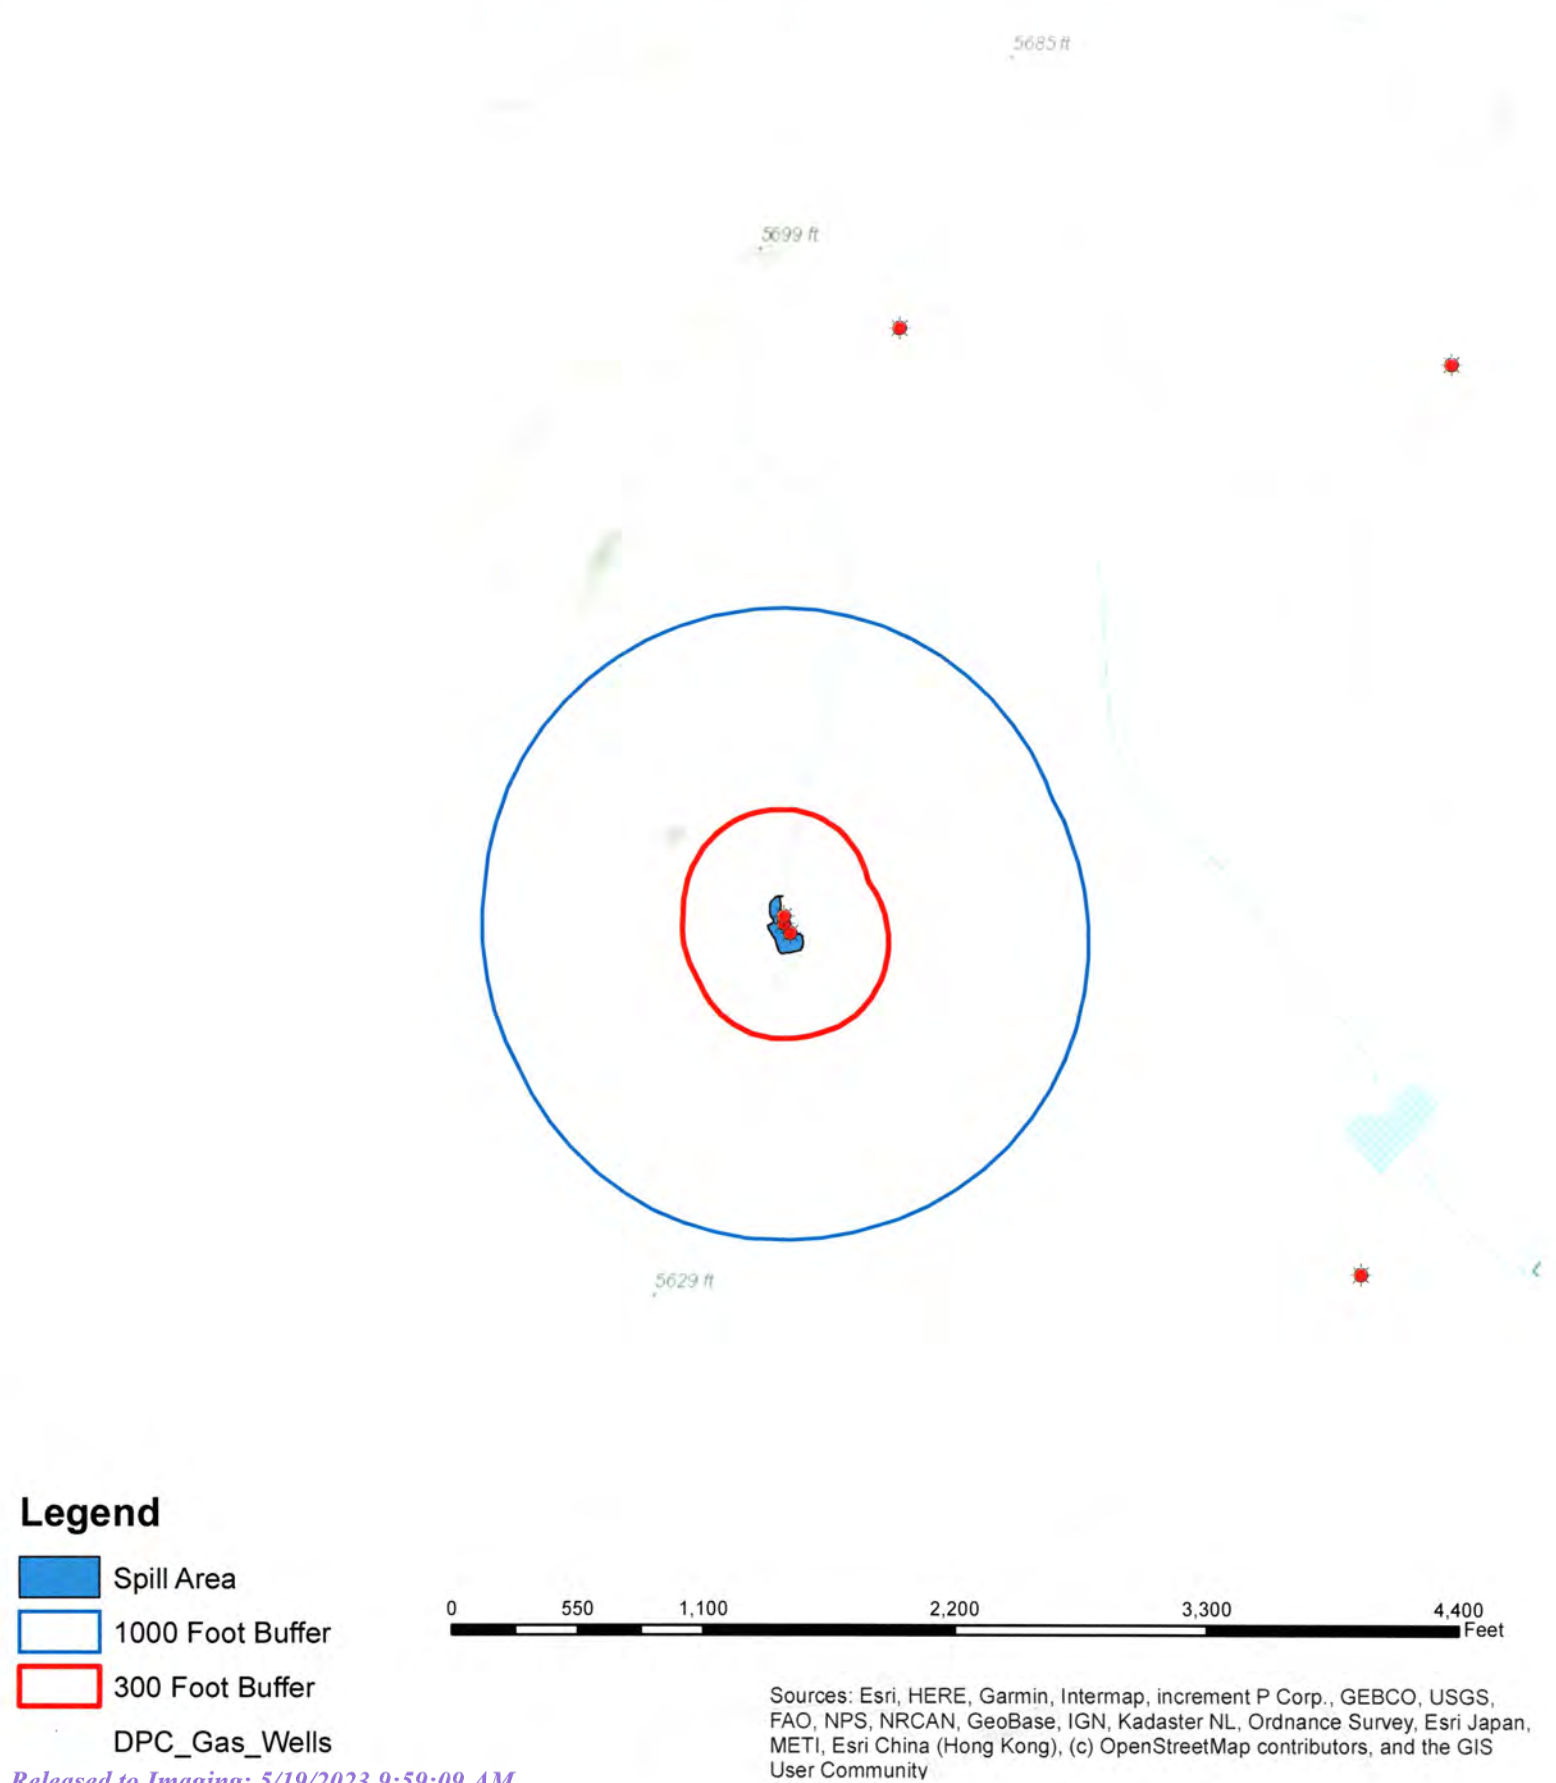 5685 ft
5699 ft
5629 ft
Legend
Spill Area
1000 Foot Buffer
300 Foot Buffer
DPC_Gas_Wells
0 550 1,100 2,200 3,300 4,400
Feet
Sources: Esri, HERE, Garmin, Intermap, increment P Corp., GEBCO, USGS,
FAO, NPS, NRCAN, GeoBase, IGN, Kadaster NL, Ordnance Survey, Esri Japan,
METI, Esri China (Hong Kong), (c) OpenStreetMap contributors, and the GIS
User Community
Released to Imaging: 5/19/2023 9:59:09 AM